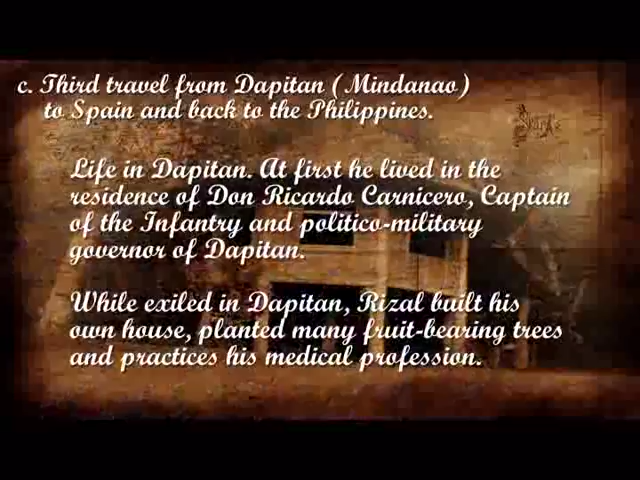 c. Third travel from Dapitan (Mindanao)
to Spain and back to the Philippines.
Life in Dapitan. At first he lived in the
residence of Don Ricardo Carnicero, Captain
of the Infantry and politico-military
governor of Dapitan.
While exiled in Dapitan, Rizal built his
own house, planted many fruit-bearing trees
and practices his medical profession.